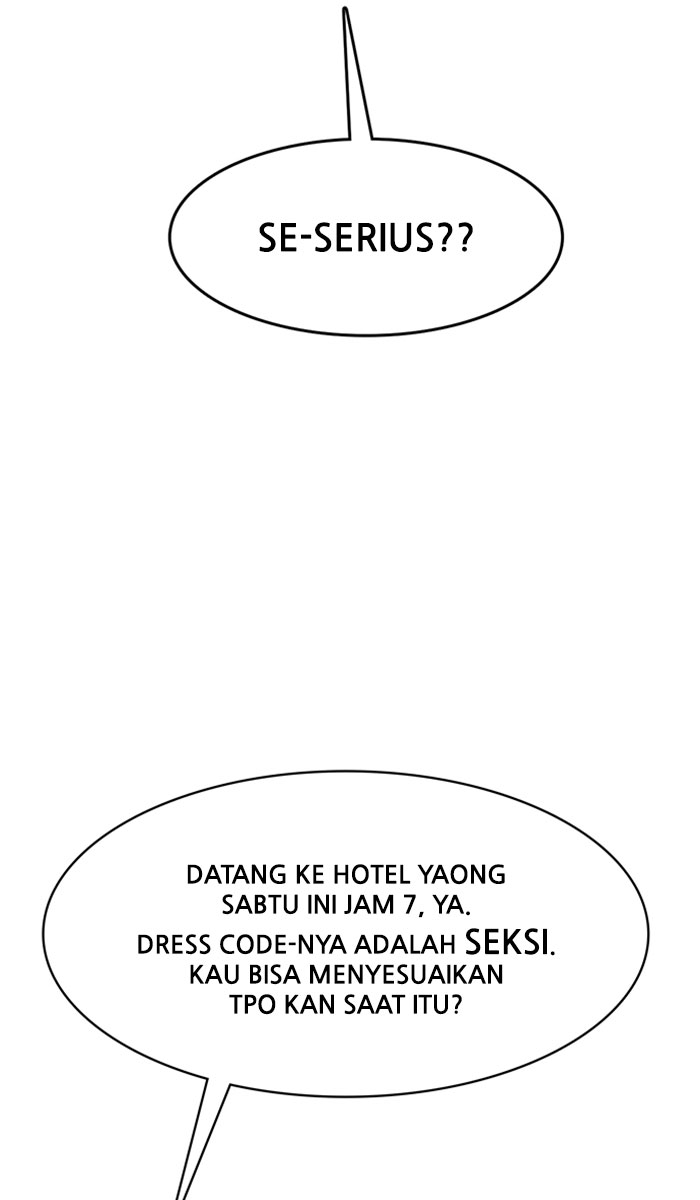 SE-SERIUS??
DATANG KE HOTEL YAONG
SABTU INI JAM 7, YA.
DRESS CODE-NYA ADALAH SEKSI.
KAU BISA MENYESUAIKAN
TPO KAN SAAT ITU?